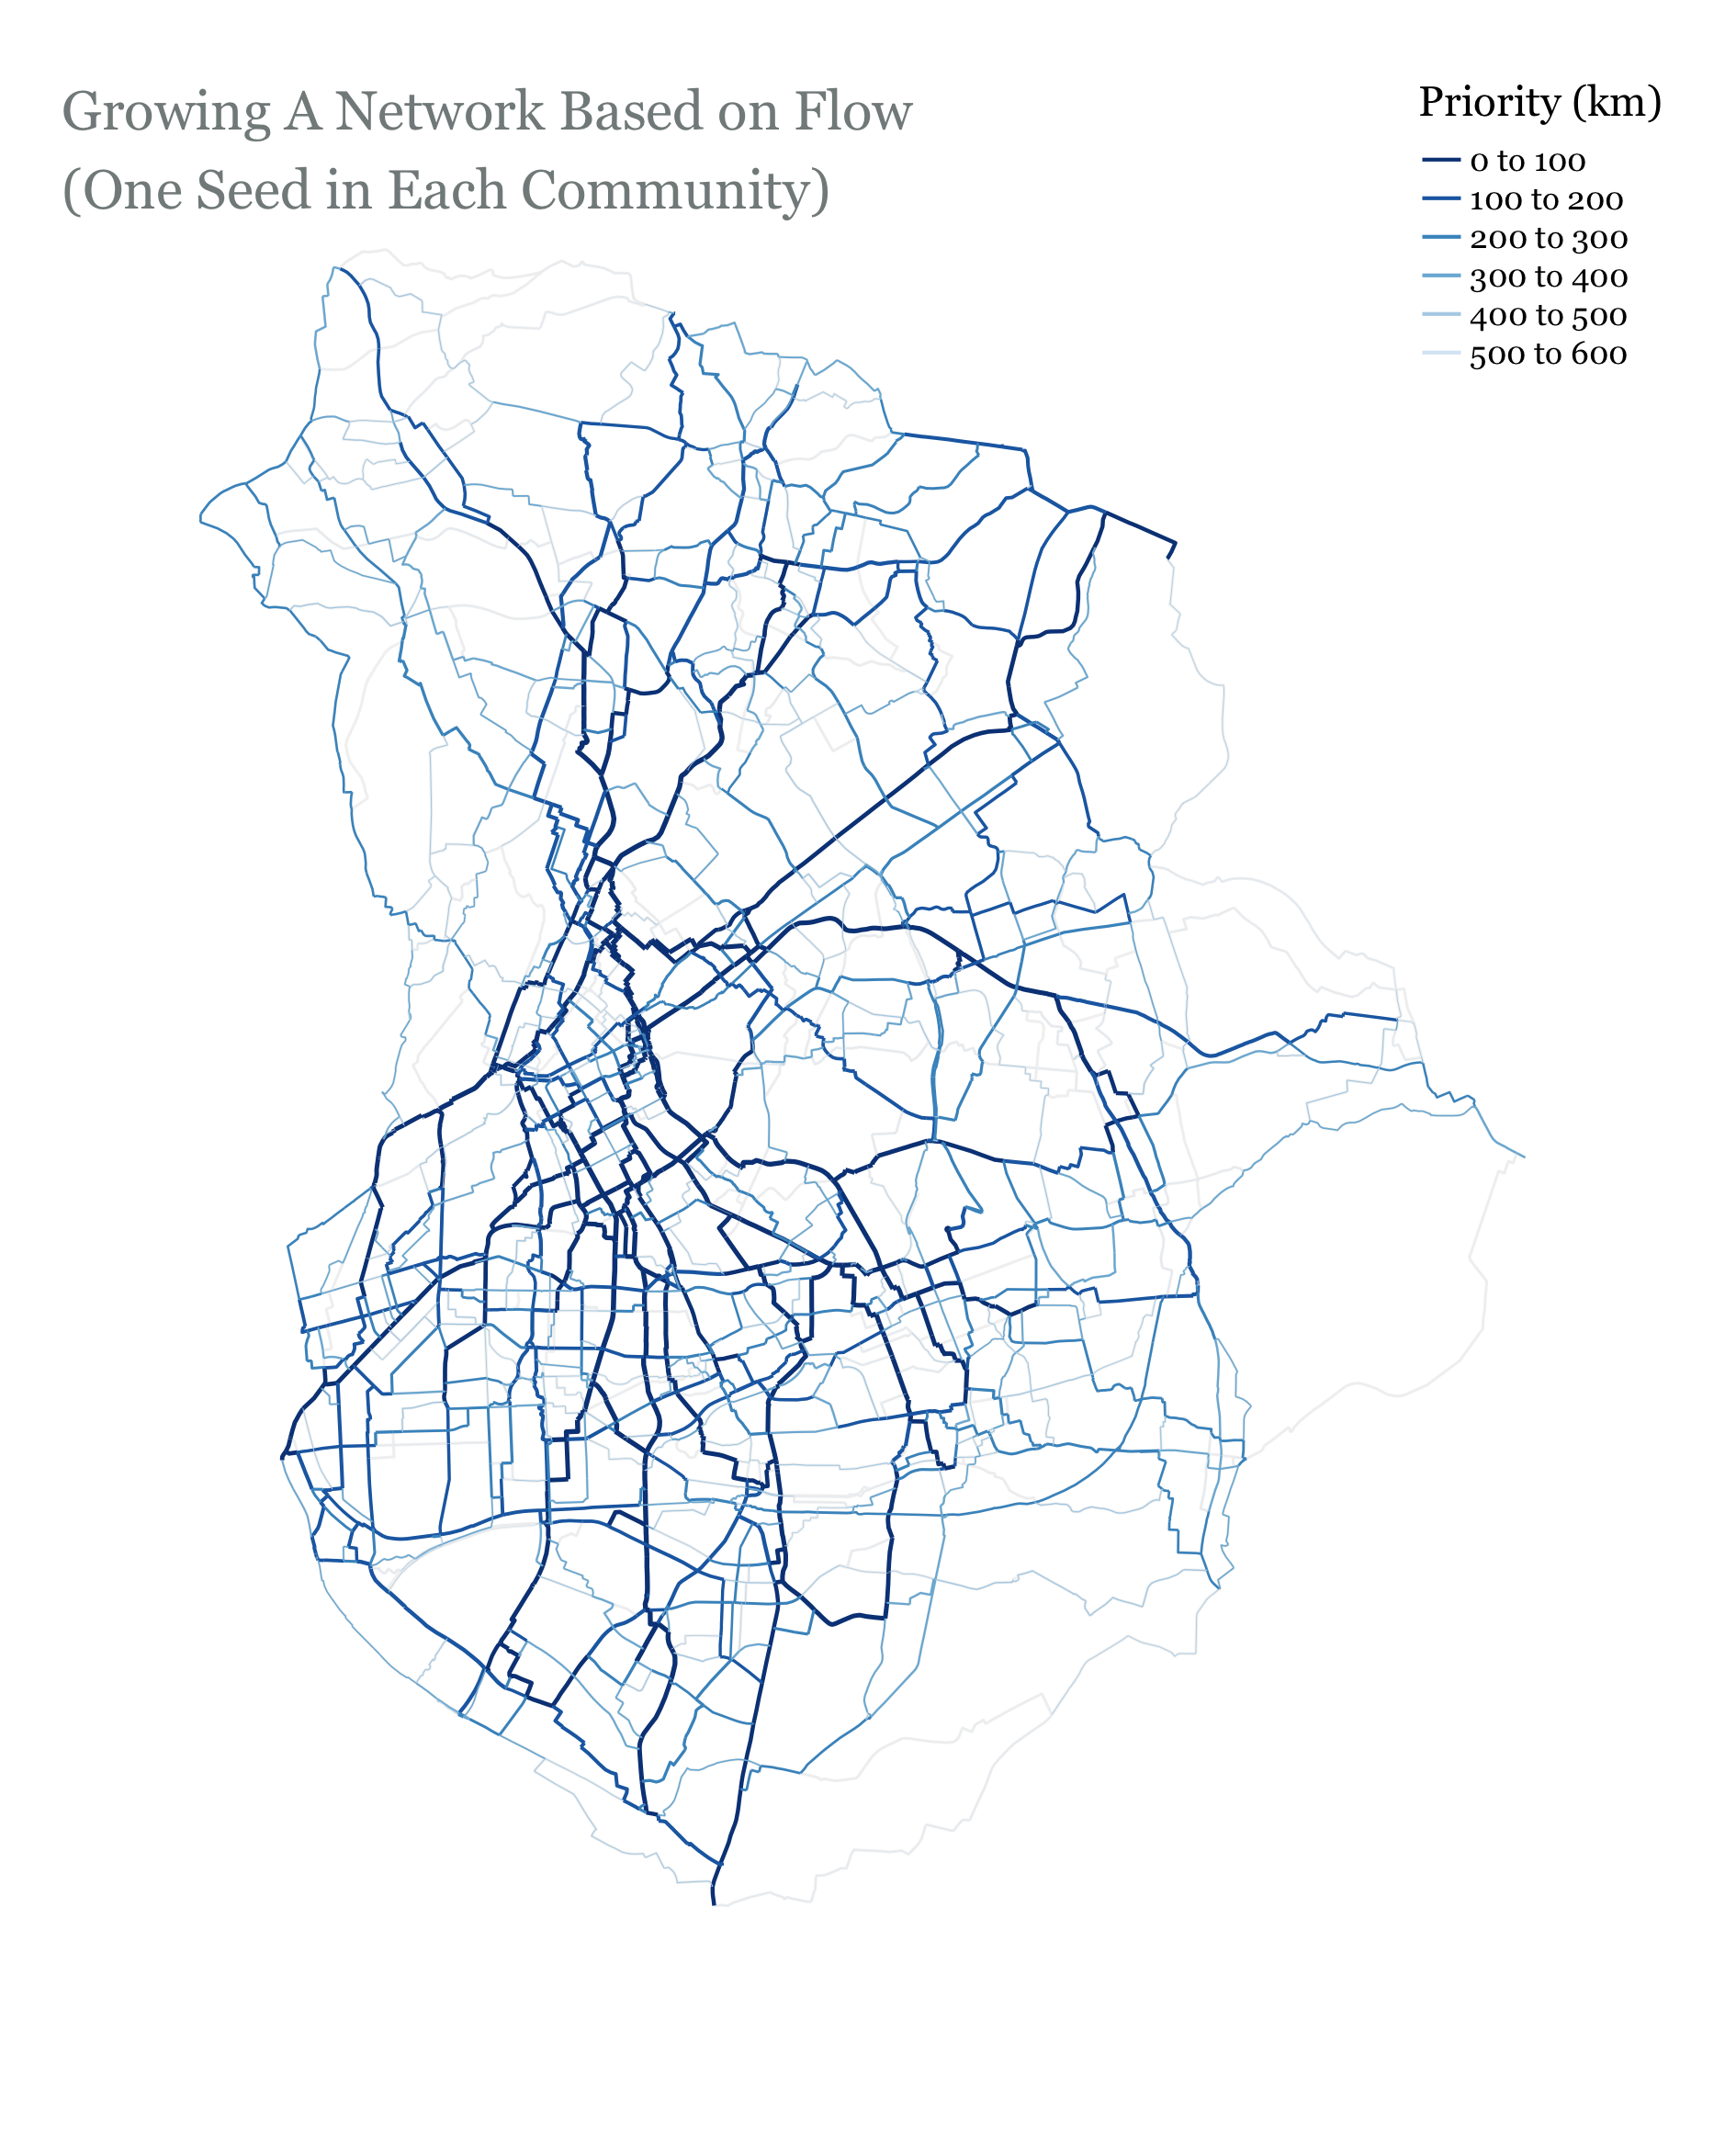 Growing A Network Based on Flow
(One Seed in Each Community)
Priority (km)
0 to 100
100 to 200
200 to 300
300 to 400
400 to 500
500 to 600